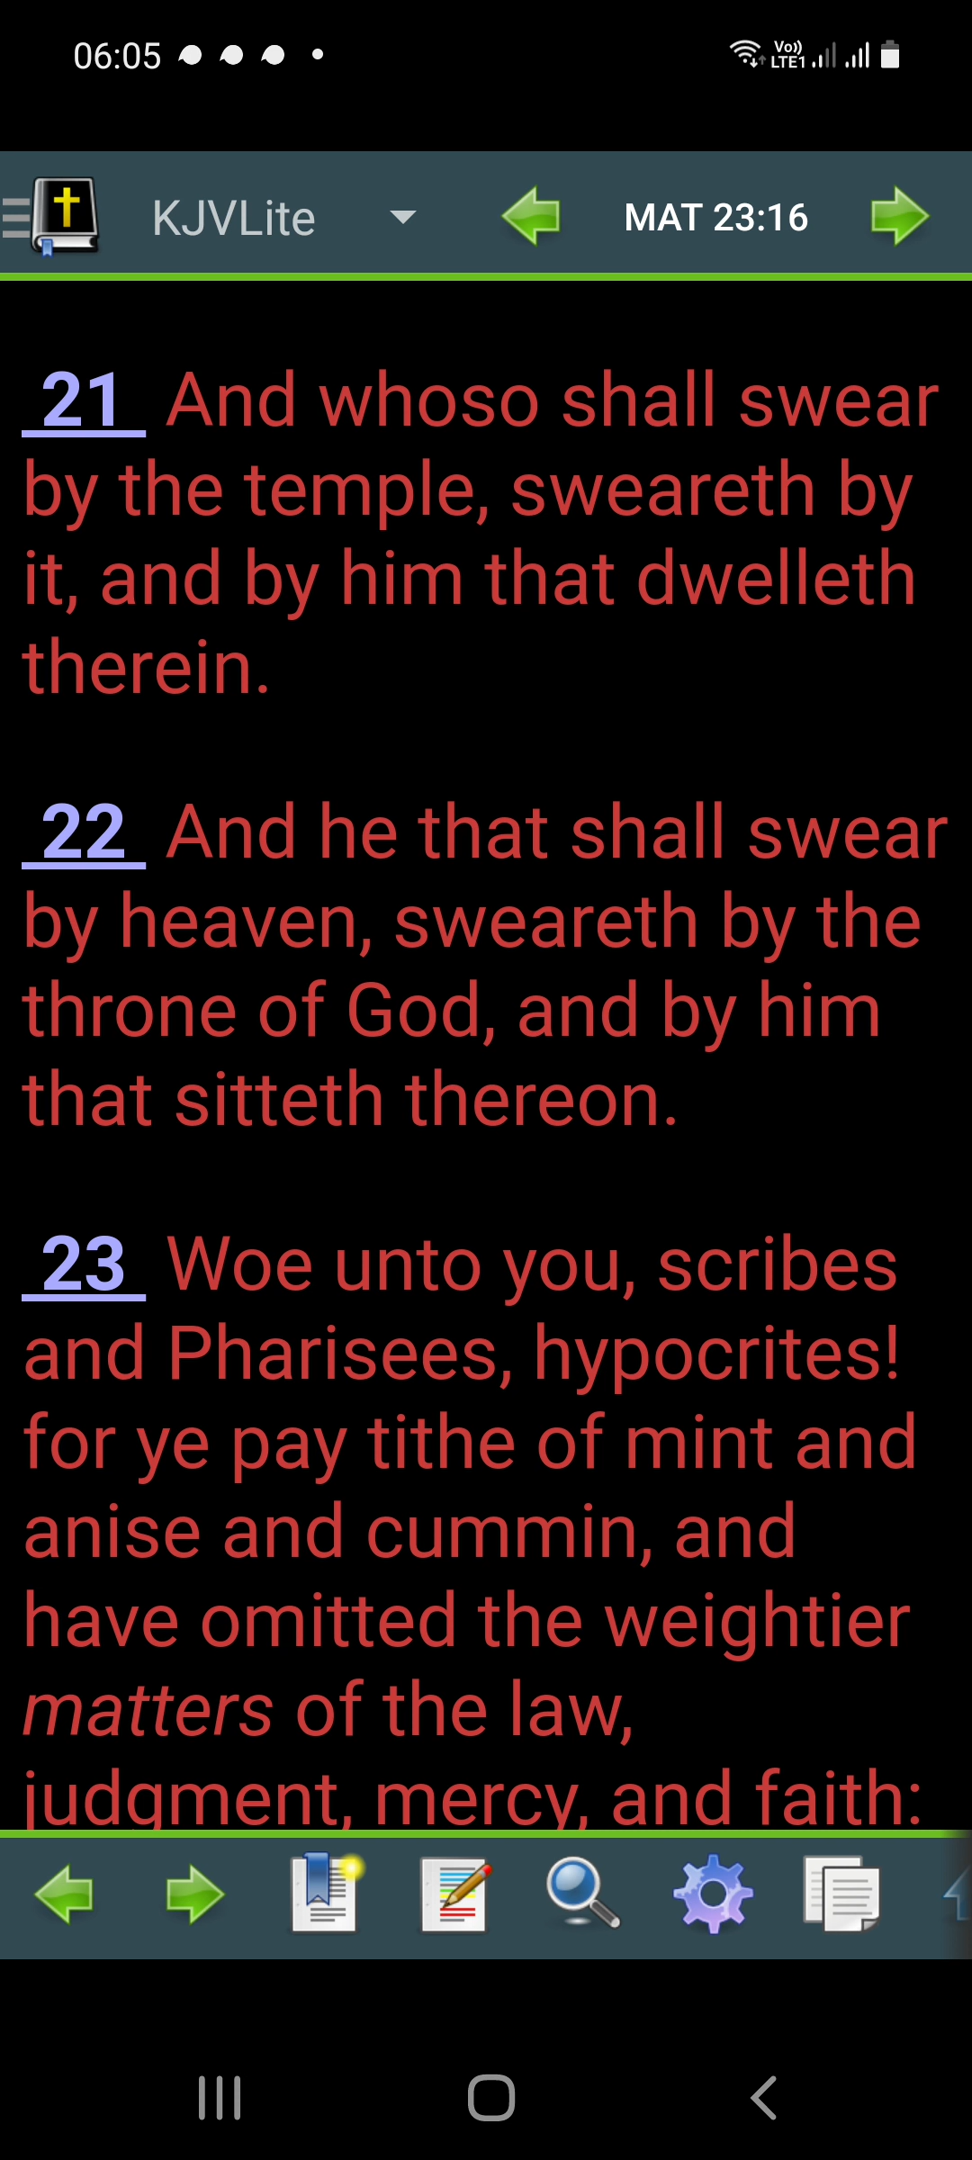 06:05
Vo))
LTE1
KJVLite
MAT 23:16
21 And whoso shall swear
by the temple, sweareth by
it, and by him that dwelleth
therein.
22 And he that shall swear
by heaven, sweareth by the
throne of God, and by him
that sitteth thereon.
23 Woe unto you, scribes
and Pharisees, hypocrites!
for ye pay tithe of mint and
anise and cummin, and
have omitted the weightier
matters of the law,
judgment, mercy, and faith: